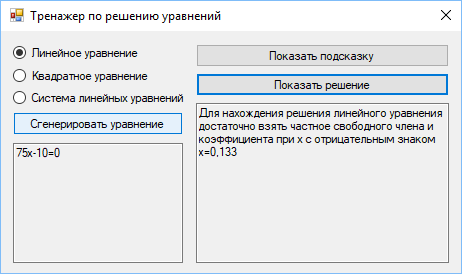 Тренажер по решению уравнений
Линейное уравнение
Квадратное уравнение
Система линейных уравнений
Сгенерировать уравнение
75x-10=0
Показать подсказку
Показать решение
Для нахождения решения линейного уравнения
достаточно взять частное свободного члена и
коэффициента при x с отрицательным знаком
x=0,133